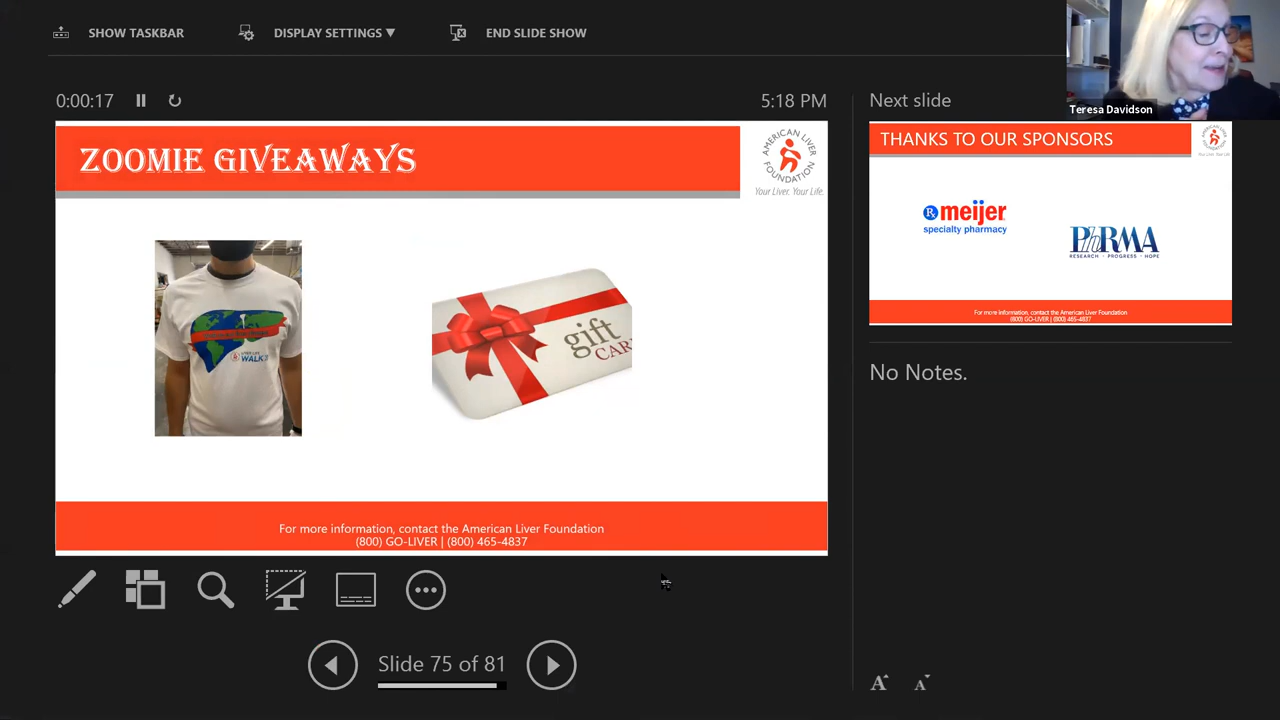 SHOW TASKBAR
DISPLAY SETTINGS ▼
END SLIDE SHOW
Teresa Davidson
0:00:17
5:18 PM
Next slide
ZOOMIE GIVEAWAYS
AMERICAN LIVER FOUNDATION
Your Liver. Your Life.
WALK
gift
CAR
For more information, contact the American Liver Foundation
(800) GO-LIVER | (800) 465-4837
THANKS TO OUR SPONSORS
Rx meijer
specialty pharmacy
PhRMA
RESEARCH • PROGRESS • HOPE
For more information, contact the American Liver Foundation
(800) GO-LIVER | (800) 465-4837
No Notes.
Slide 75 of 81
A A